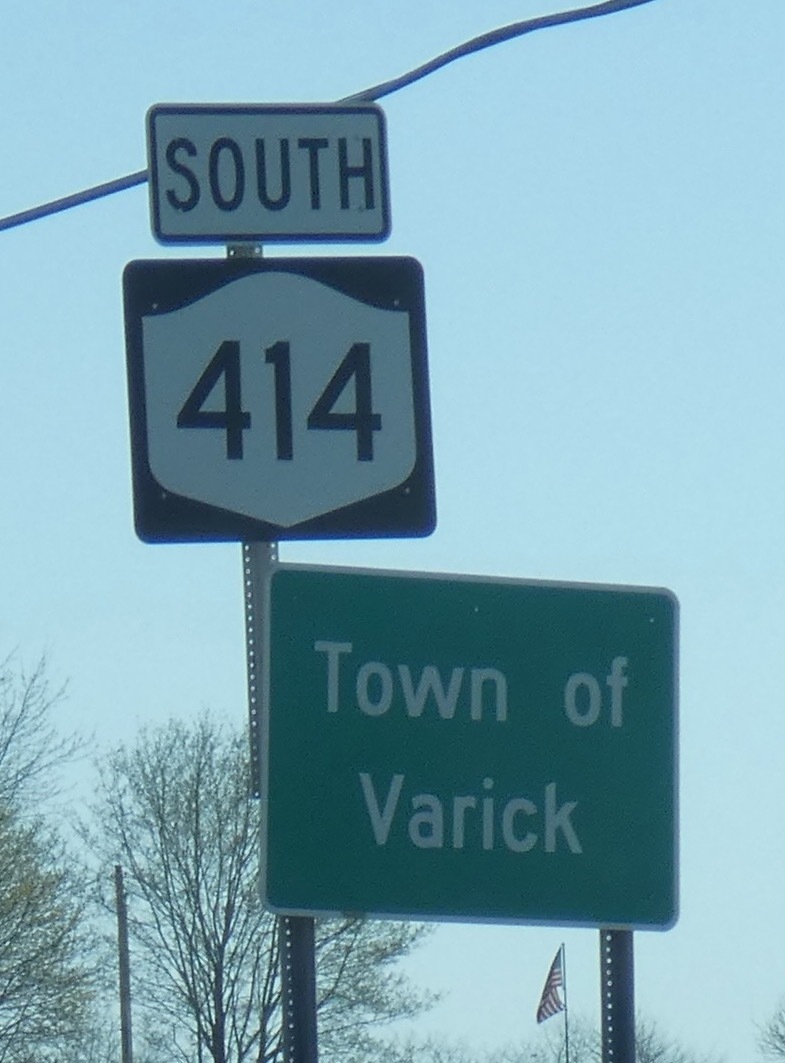 SOUTH
414
Town of
Varick